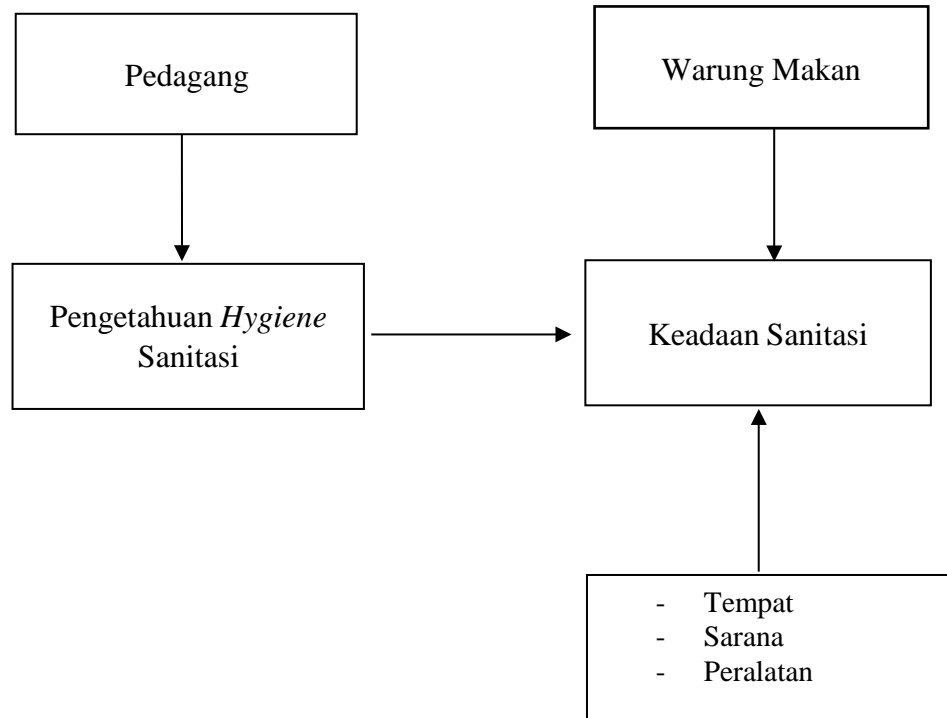 Pedagang
Warung Makan
Pengetahuan Hygiene
Sanitasi
Keadaan Sanitasi
- Tempat
- Sarana
- Peralatan